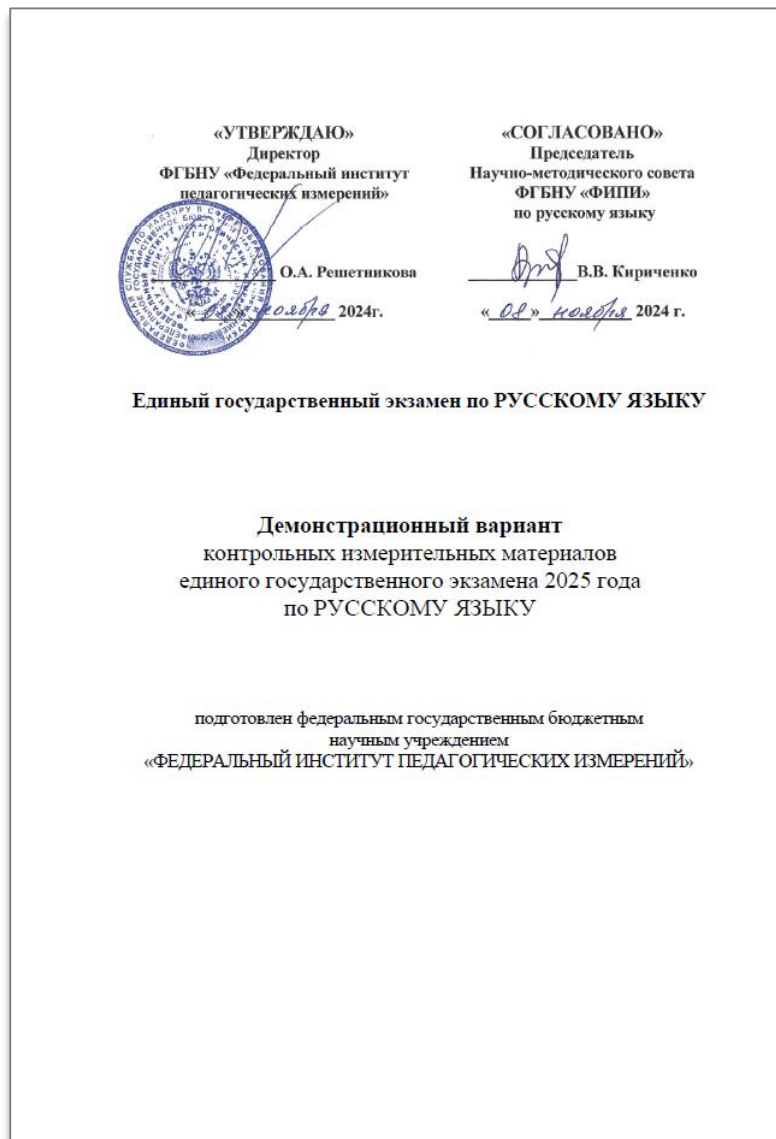 «УТВЕРЖДАЮ»
Директор
ФГБНУ «Федеральный институт
педагогических измерений»
О.А. Решетникова
« 08 » ноября 2024г.
«СОГЛАСОВАНО»
Председатель
Научно-методического совета
ФГБНУ «ФИПИ»
по русскому языку
В.В. Кириченко
« 08 » ноября 2024 г.
Единый государственный экзамен по РУССКОМУ ЯЗЫКУ
Демонстрационный вариант
контрольных измерительных материалов
единого государственного экзамена 2025 года
по РУССКОМУ ЯЗЫКУ
подготовлен федеральным государственным бюджетным
научным учреждением
«ФЕДЕРАЛЬНЫЙ ИНСТИТУТ ПЕДАГОГИЧЕСКИХ ИЗМЕРЕНИЙ»